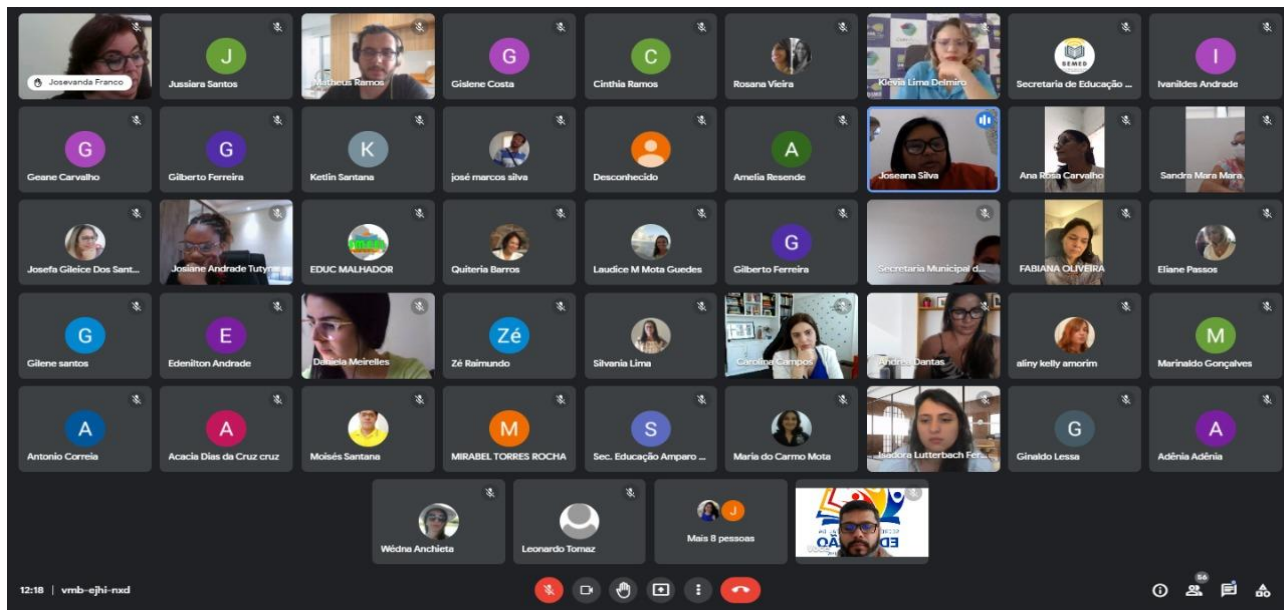 Josevanda Franco
J
Jussiara Santos
Matheus Ramos
G
Gislene Costa
C
Cinthia Ramos
Rosana Vieira
Klevia Lima Delmiro
SEMED
Secretaria de Educação ...
I
Ivanildes Andrade
G
Geane Carvalho
G
Gilberto Ferreira
K
Ketlin Santana
josé marcos silva
Desconhecido
A
Amelia Resende
Joseana Silva
Ana Rosa Carvalho
Sandra Mara Mara
Josefa Gileice Dos Sant...
Josiane Andrade Tutyn
EDUC MALHADOR
Quiteria Barros
Laudice M Mota Guedes
G
Gilberto Ferreira
Secretaria Municipal d...
FABIANA OLIVEIRA
Eliane Passos
G
Gilene santos
E
Edenilton Andrade
Daniela Meirelles
Zé
Zé Raimundo
Silvania Lima
Carolina Campos
Dantas
aliny kelly amorim
M
Marinaldo Gonçalves
A
Antonio Correia
A
Acacia Dias da Cruz cruz
Moisés Santana
M
MIRABEL TORRES ROCHA
S
Sec. Educação Amparo ...
Maria do Carmo Mota
Isadora Lutterbach Fer...
G
Ginaldo Lessa
A
Adênia Adênia
Wédna Anchieta
Leonardo Tomaz
J
Mais 8 pessoas
12:18 | vmb-ejhi-nxd
56